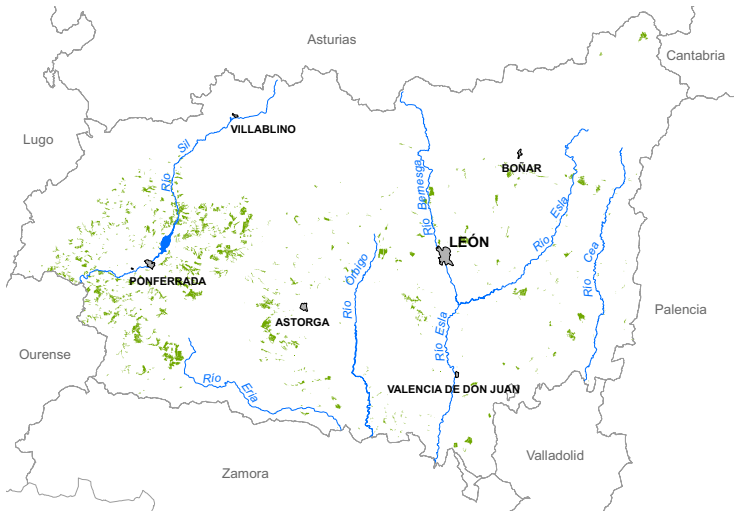 Asturias
Cantabria
Lugo
VILLABLINO
Río Sil
BOÑAR
Río Bernesga
Río Esla
LEÓN
Río Cea
Río Órbigo
PONFERRADA
ASTORGA
Palencia
Río Esla
Ourense
Río Eria
VALENCIA DE DON JUAN
Valladolid
Zamora